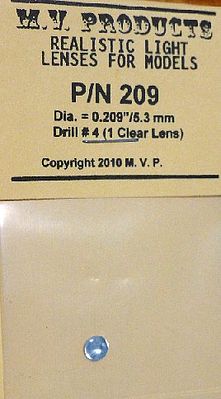 M.V. PRODUCTS
REALISTIC LIGHT
LENSES FOR MODELS
P/N 209
Dia. = 0.209"/5.3 mm
Drill # 4 (1 Clear Lens)
Copyright 2010 M. V. P.